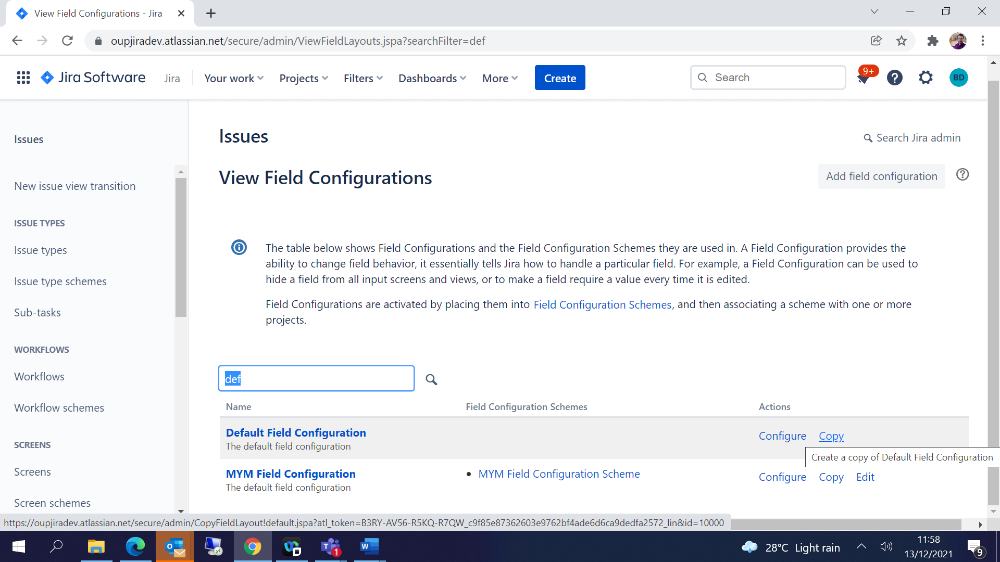 View Field Configurations - Jira
oupjiradev.atlassian.net/secure/admin/ViewFieldLayouts.jspa?searchFilter=def
Jira Software
Jira
Your work
Projects
Filters
Dashboards
More
Create
Search
9+
BD
Issues
New issue view transition
ISSUE TYPES
Issue types
Issue type schemes
Sub-tasks
WORKFLOWS
Workflows
Workflow schemes
SCREENS
Screens
Screen schemes
Issues
Search Jira admin
View Field Configurations
Add field configuration
The table below shows Field Configurations and the Field Configuration Schemes they are used in. A Field Configuration provides the
ability to change field behavior, it essentially tells Jira how to handle a particular field. For example, a Field Configuration can be used to
hide a field from all input screens and views, or to make a field require a value every time it is edited.
Field Configurations are activated by placing them into Field Configuration Schemes, and then associating a scheme with one or more
projects.
def
Name Field Configuration Schemes Actions
Default Field Configuration
The default field configuration
Configure Copy
Create a copy of Default Field Configuration
MYM Field Configuration
The default field configuration
• MYM Field Configuration Scheme
Configure Copy Edit
https://oupjiradev.atlassian.net/secure/admin/CopyFieldLayout!default.jspa?atl_token=B3RY-AV56-R5KQ-R7QW_c9f85e87362603e9762bf4ade6d6ca9dedfa2572_lin&id=10000
28°C Light rain
11:58
13/12/2021
9
1